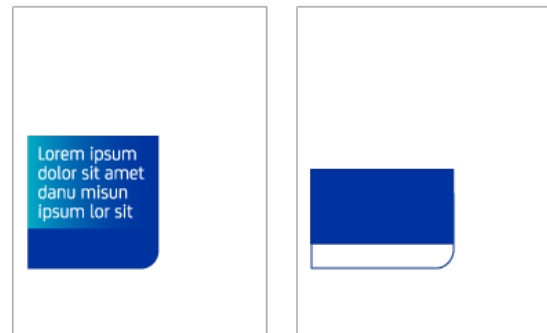 Lorem ipsum
dolor sit amet
danu misun
ipsum lor sit